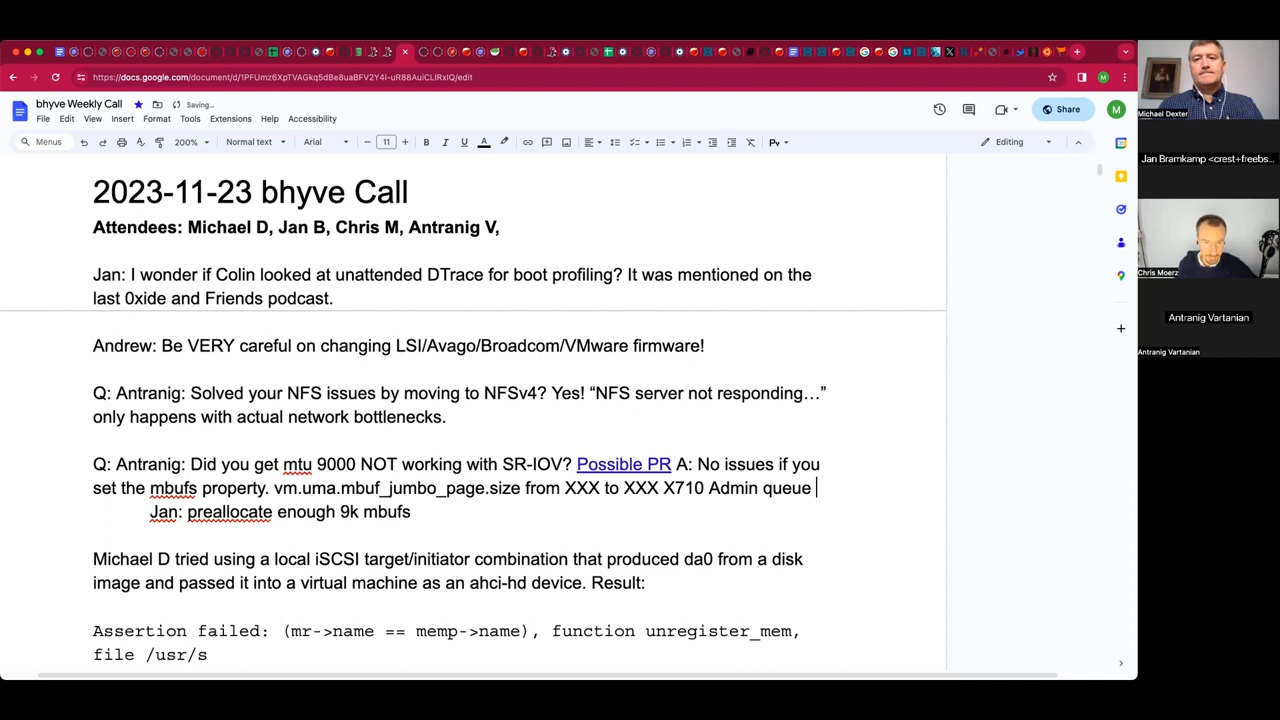 https://docs.google.com/document/d/1PFUmz6XpTVAGkq5dBe8uaBFV2Y4i-uR88AuiCLIRxIQ/edit
bhyve Weekly Call
Saving...
File Edit View Insert Format Tools Extensions Help Accessibility
Share
M
Menus
200%
Normal text
Arial
11
Editing
2023-11-23 bhyve Call
Attendees: Michael D, Jan B, Chris M, Antranig V,
Jan: I wonder if Colin looked at unattended DTrace for boot profiling? It was mentioned on the
last 0xide and Friends podcast.
Andrew: Be VERY careful on changing LSI/Avago/Broadcom/VMware firmware!
Q: Antranig: Solved your NFS issues by moving to NFSv4? Yes! “NFS server not responding…”
only happens with actual network bottlenecks.
Q: Antranig: Did you get mtu 9000 NOT working with SR-IOV? Possible PR A: No issues if you
set the mbufs property. vm.uma.mbuf_jumbo_page.size from XXX to XXX X710 Admin queue
Jan: preallocate enough 9k mbufs
Michael D tried using a local iSCSI target/initiator combination that produced da0 from a disk
image and passed it into a virtual machine as an ahci-hd device. Result:
Assertion failed: (mr->name == memp->name), function unregister_mem,
file /usr/s
Michael Dexter
Jan Bramkamp <crest+freebs...
Chris Moerz
Antranig Vartanian
Antranig Vartanian